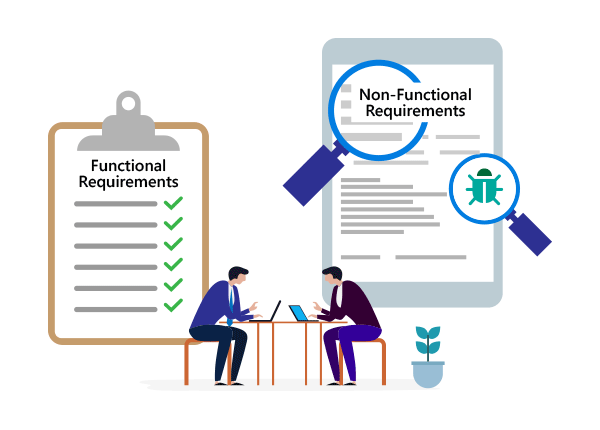 Functional
Requirements
Non-Functional
Requirements